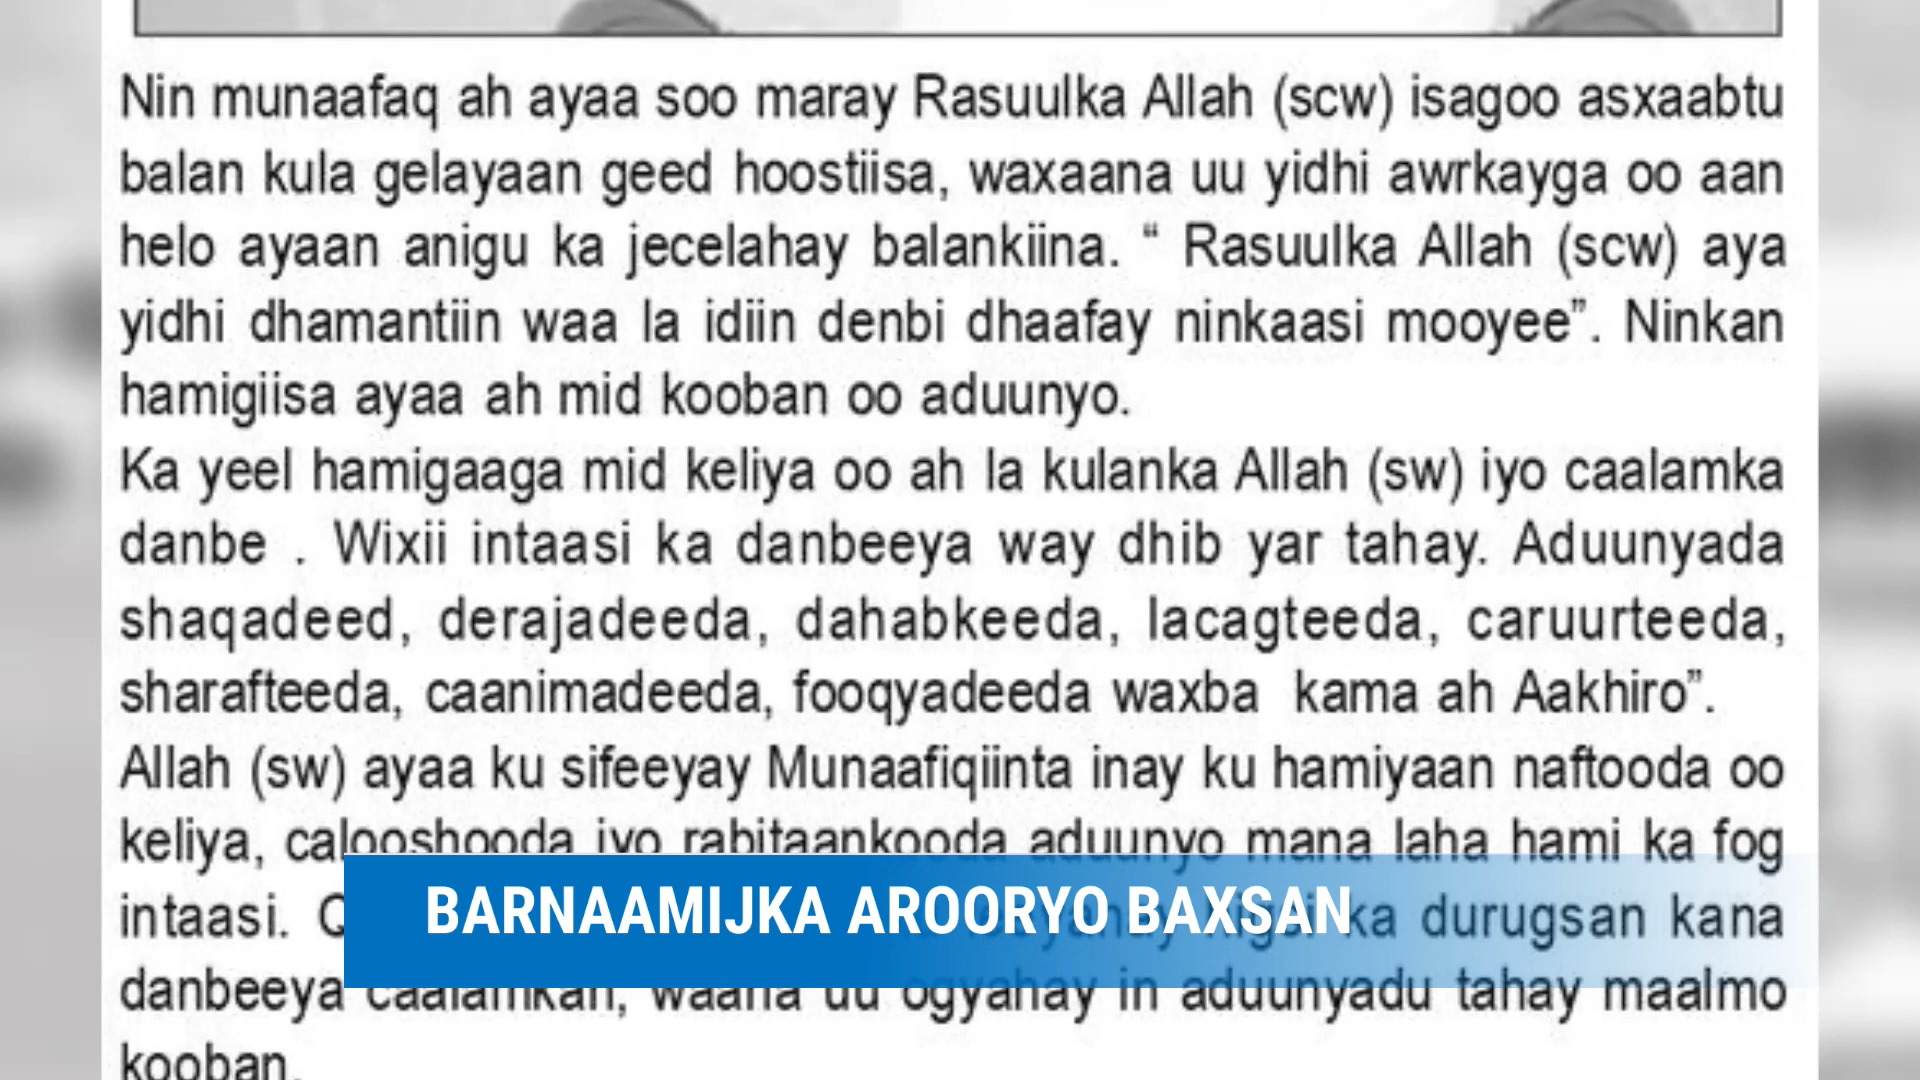 Nin munaafaq ah ayaa soo maray Rasuulka Allah (scw) isagoo asxaabtu
balan kula gelayaan geed hoostiisa, waxaana uu yidhi awrkayga oo aan
helo ayaan anigu ka jecelahay balankiina. “ Rasuulka Allah (scw) aya
yidhi dhamantiin waa la idiin denbi dhaafay ninkaasi mooyee”. Ninkan
hamigiisa ayaa ah mid kooban oo aduunyo.
Ka yeel hamigaaga mid keliya oo ah la kulanka Allah (sw) iyo caalamka
danbe . Wixii intaasi ka danbeeya way dhib yar tahay. Aduunyada
shaqadeed, derajadeeda, dahabkeeda, lacagteeda, caruurteeda,
sharafteeda, caanimadeeda, fooqyadeeda waxba kama ah Aakhiro”.
Allah (sw) ayaa ku sifeeyay Munaafiqiinta inay ku hamiyaan naftooda oo
keliya, calooshooda iyo rabitaankooda aduunyo mana laha hami ka fog
intaasi. ka durugsan kana
BARNAAMIJKA AROORYO BAXSAN
danbeeya caalamkan, waana uu ogyahay in aduunyadu tahay maalmo
kooban.